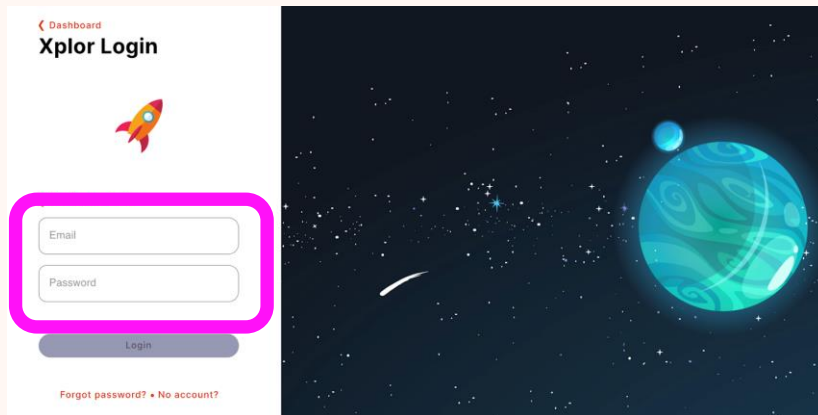 ❮ Dashboard
Xplor Login
Email
Password
Login
Forgot password? • No account?